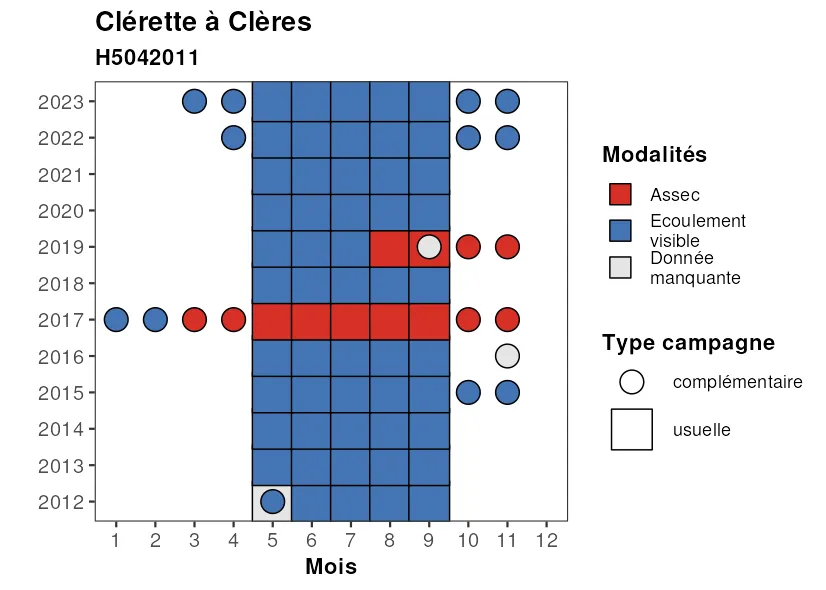 Clérette à Clères
H5042011
2023
2022
2021
2020
2019
2018
2017
2016
2015
2014
2013
2012
1 2 3 4 5 6 7 8 9 10 11 12
Mois
Modalités
Assec
Ecoulement
visible
Donnée
manquante
Type campagne
complémentaire
usuelle